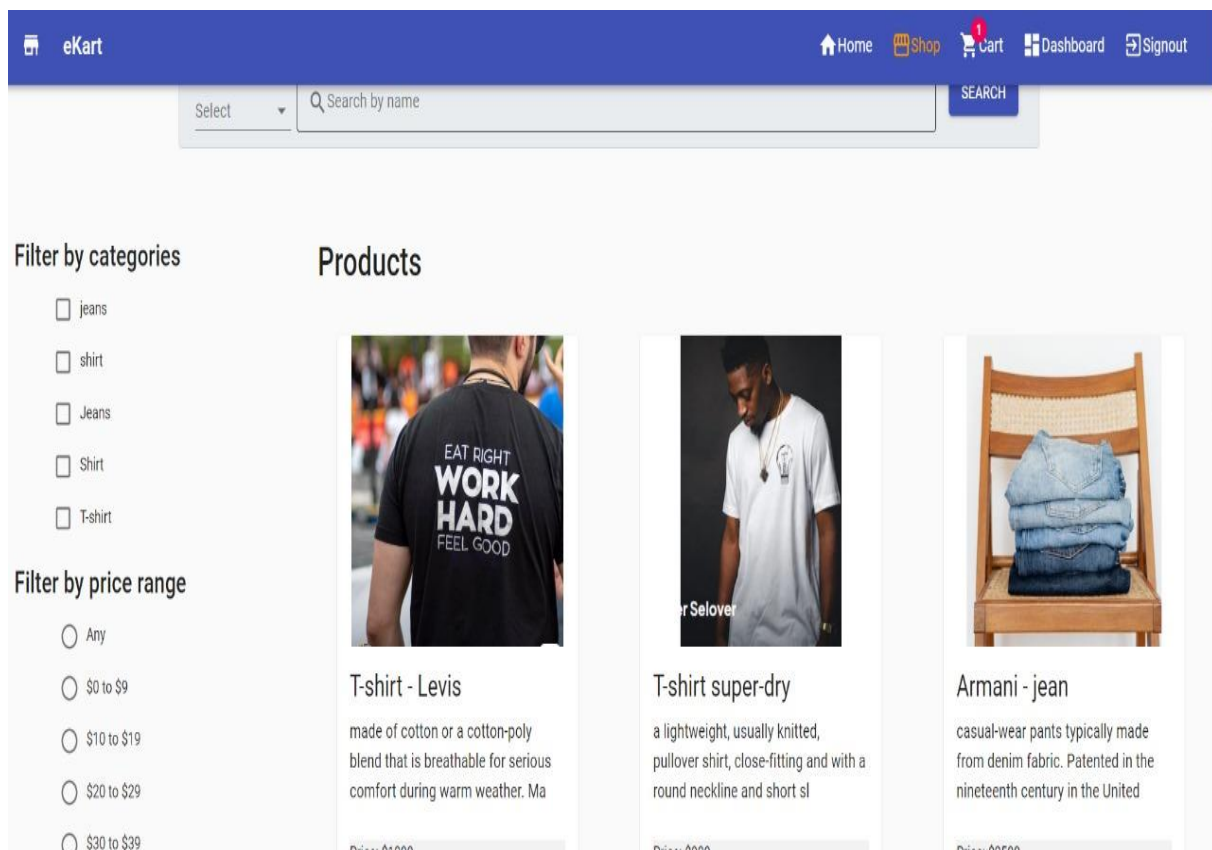 eKart
Home
Shop
1
Cart
Dashboard
Signout
Select
Search by name
SEARCH
Filter by categories
jeans
shirt
Jeans
Shirt
T-shirt
Filter by price range
Any
$0 to $9
$10 to $19
$20 to $29
$30 to $39
Products
EAT RIGHT
WORK
HARD
FEEL GOOD
T-shirt - Levis
made of cotton or a cotton-poly
blend that is breathable for serious
comfort during warm weather. Ma
er Selover
T-shirt super-dry
a lightweight, usually knitted,
pullover shirt, close-fitting and with a
round neckline and short sl
Armani - jean
casual-wear pants typically made
from denim fabric. Patented in the
nineteenth century in the United